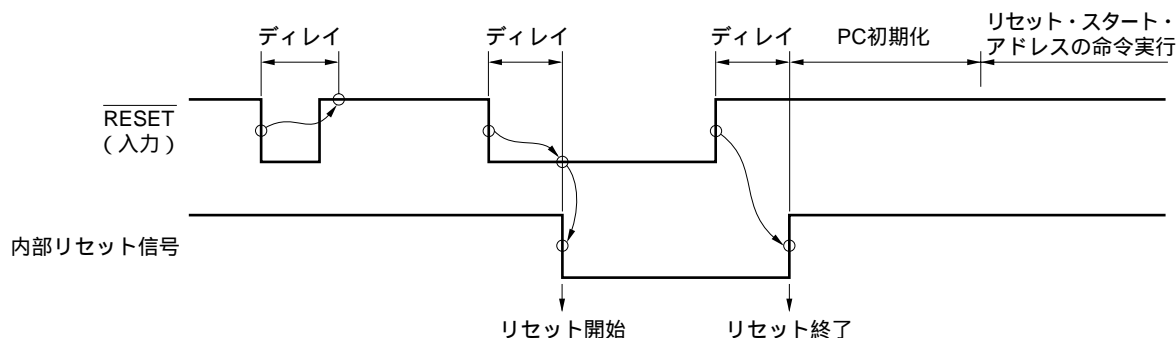 ディレイ
ディレイ
ディレイ
PC初期化
リセット・スタート・
アドレスの命令実行
RESET
(入力)
内部リセット信号
リセット開始
リセット終了